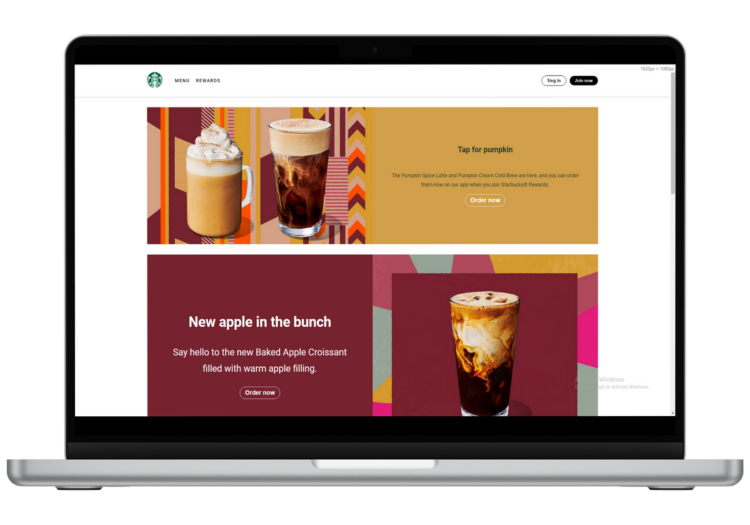 1920px × 1080px
MENU REWARDS
Sing in
Join now
Tap for pumpkin
The Pumpkin Spice Latte and Pumpkin Cream Cold Brew are here, and you can order
them now on our app when you join Starbucks® Rewards.
Order now
New apple in the bunch
Say hello to the new Baked Apple Croissant
filled with warm apple filling.
Order now
Windows
to activate Windows.